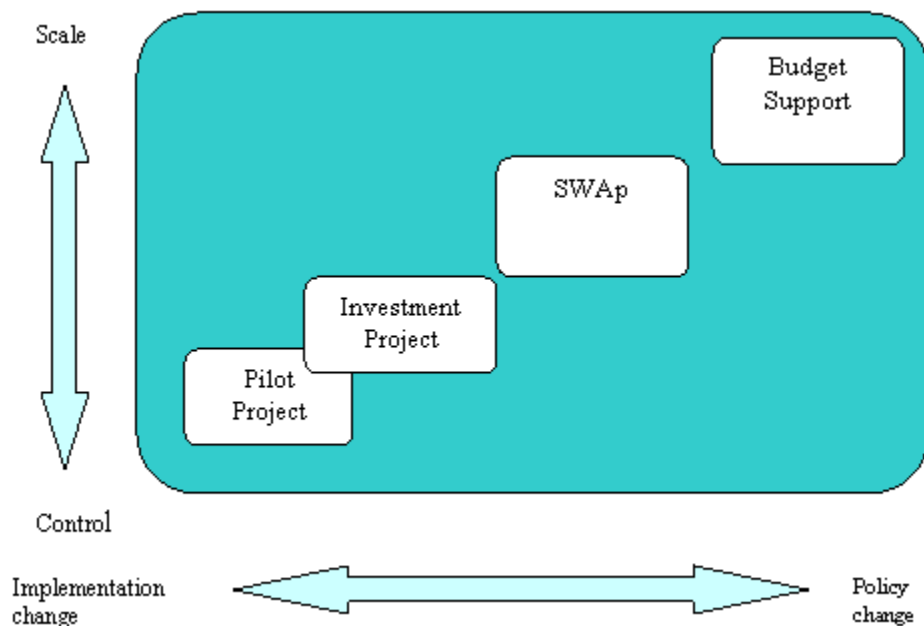 Scale
Budget
Support
SWAp
Investment
Project
Pilot
Project
Control
Implementation
change
Policy
change